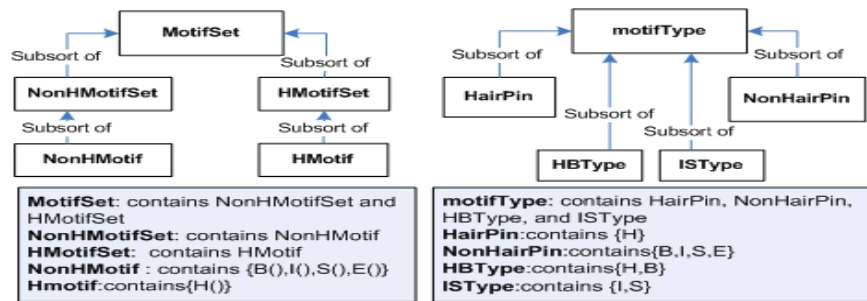 MotifSet
Subsort of
Subsort of
NonHMotifSet
HMotifSet
Subsort of
Subsort of
NonHMotif
HMotif
MotifSet: contains NonHMotifSet and
HMotifSet
NonHMotifSet: contains NonHMotif
HMotifSet: contains HMotif
NonHMotif : contains {B(),I(),S(),E()}
Hmotif:contains{H()}
motifType
Subsort of
Subsort of
HairPin
NonHairPin
Subsort of
Subsort of
HBType
ISType
motifType: contains HairPin, NonHairPin,
HBType, and ISType
HairPin:contains {H}
NonHairPin:contains{B,I,S,E}
HBType:contains{H,B}
ISType:contains {I,S}